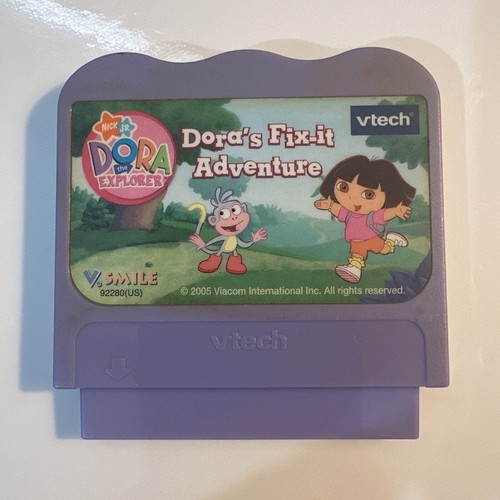 NICK JR.
DORA
the
EXPLORER
Dora's Fix-it
Adventure
vtech
V.SMILE
92280(US)
© 2005 Viacom International Inc. All rights reserved.
vtech